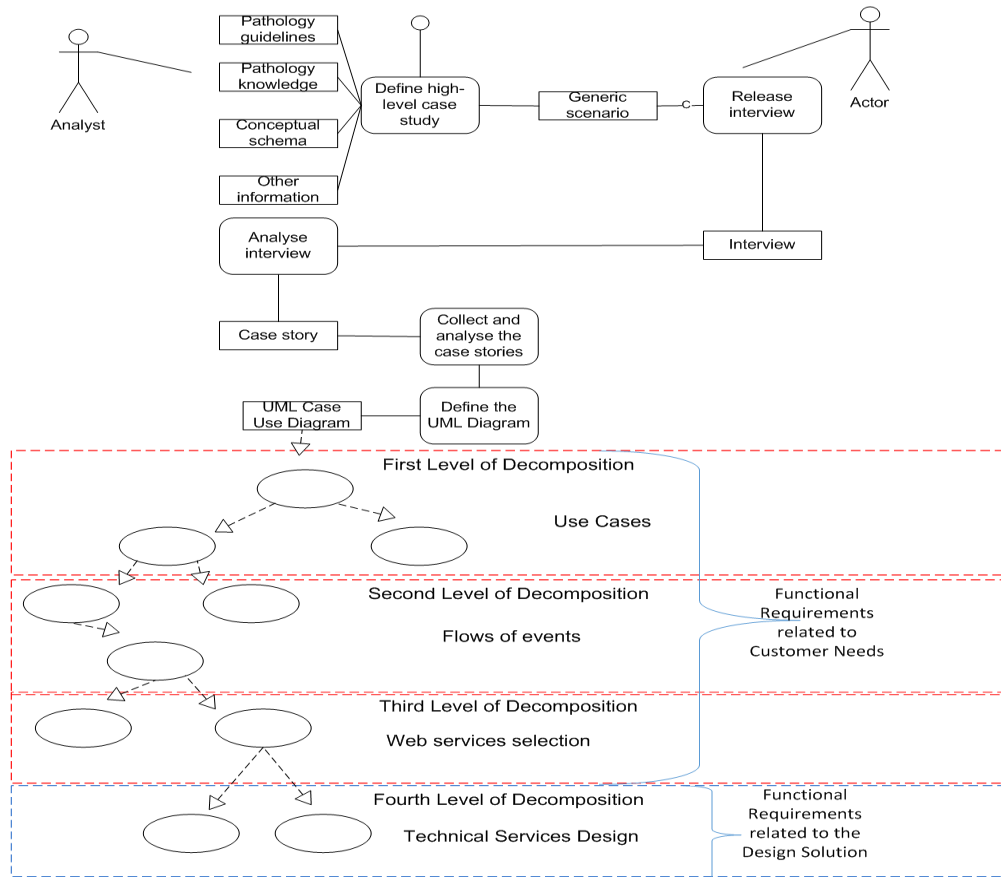 Pathology
guidelines
Pathology
knowledge
Conceptual
schema
Other
information
Analyst
Define high-
level case
study
Generic
scenario
C
Release
interview
Actor
Analyse
interview
Interview
Case story
Collect and
analyse the
case stories
UML Case
Use Diagram
Define the
UML Diagram
First Level of Decomposition
Use Cases
Second Level of Decomposition
Flows of events
Functional
Requirements
related to
Customer Needs
Third Level of Decomposition
Web services selection
Fourth Level of Decomposition
Technical Services Design
Functional
Requirements
related to the
Design Solution